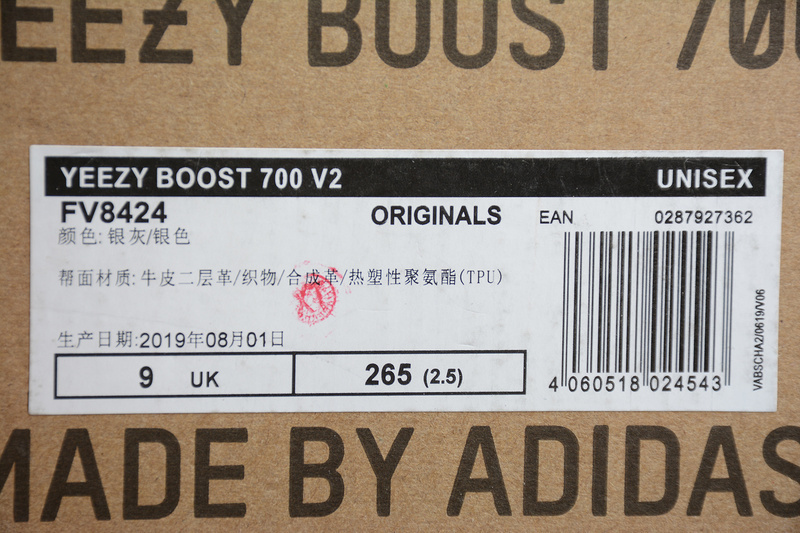 YEEZY BOOST 700
YEEZY BOOST 700 V2 UNISEX
FV8424 ORIGINALS EAN 0287927362
颜色:银灰/银色
帮面材质:牛皮二层革/织物/合成革/热塑性聚氨酯(TPU)
生产日期:2019年08月01日
9 UK 265 (2.5)
4 060518 024543
VABSCHA2/0619/V06
MADE BY ADIDAS